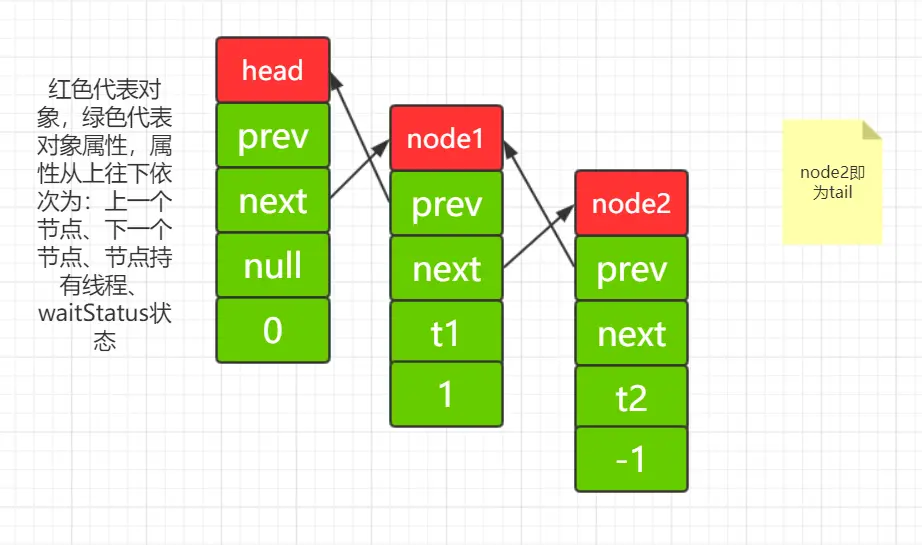 红色代表对
象，绿色代表
对象属性，属
性从上往下依
次为：上一个
节点、下一个
节点、节点持
有线程、
waitStatus状
态
head
prev
next
null
0
node1
prev
next
t1
1
node2
prev
next
t2
-1
node2即
为tail